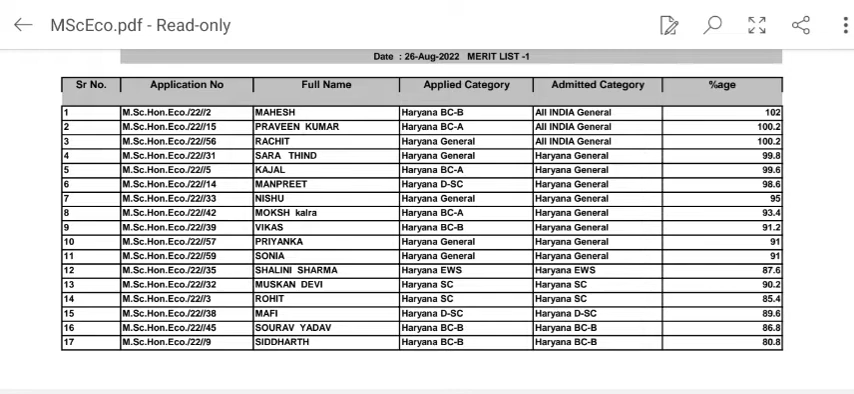 MScEco.pdf - Read-only
Date : 26-Aug-2022 MERIT LIST -1
Sr No. Application No Full Name Applied Category Admitted Category %age
1 M.Sc.Hon.Eco./22//2 MAHESH Haryana BC-B All INDIA General 102
2 M.Sc.Hon.Eco./22//15 PRAVEEN KUMAR Haryana BC-A All INDIA General 100.2
3 M.Sc.Hon.Eco./22//56 RACHIT Haryana General All INDIA General 100.2
4 M.Sc.Hon.Eco./22//31 SARA THIND Haryana General Haryana General 99.8
5 M.Sc.Hon.Eco./22//5 KAJAL Haryana BC-A Haryana General 99.6
6 M.Sc.Hon.Eco./22//14 MANPREET Haryana D-SC Haryana General 98.6
7 M.Sc.Hon.Eco./22//33 NISHU Haryana General Haryana General 95
8 M.Sc.Hon.Eco./22//42 MOKSH kalra Haryana BC-A Haryana General 93.4
9 M.Sc.Hon.Eco./22//39 VIKAS Haryana BC-B Haryana General 91.2
10 M.Sc.Hon.Eco./22//57 PRIYANKA Haryana General Haryana General 91
11 M.Sc.Hon.Eco./22//59 SONIA Haryana General Haryana General 91
12 M.Sc.Hon.Eco./22//35 SHALINI SHARMA Haryana EWS Haryana EWS 87.6
13 M.Sc.Hon.Eco./22//32 MUSKAN DEVI Haryana SC Haryana SC 90.2
14 M.Sc.Hon.Eco./22//3 ROHIT Haryana SC Haryana SC 85.4
15 M.Sc.Hon.Eco./22//38 MAFI Haryana D-SC Haryana D-SC 89.6
16 M.Sc.Hon.Eco./22//45 SOURAV YADAV Haryana BC-B Haryana BC-B 86.8
17 M.Sc.Hon.Eco./22//9 SIDDHARTH Haryana BC-B Haryana BC-B 80.8